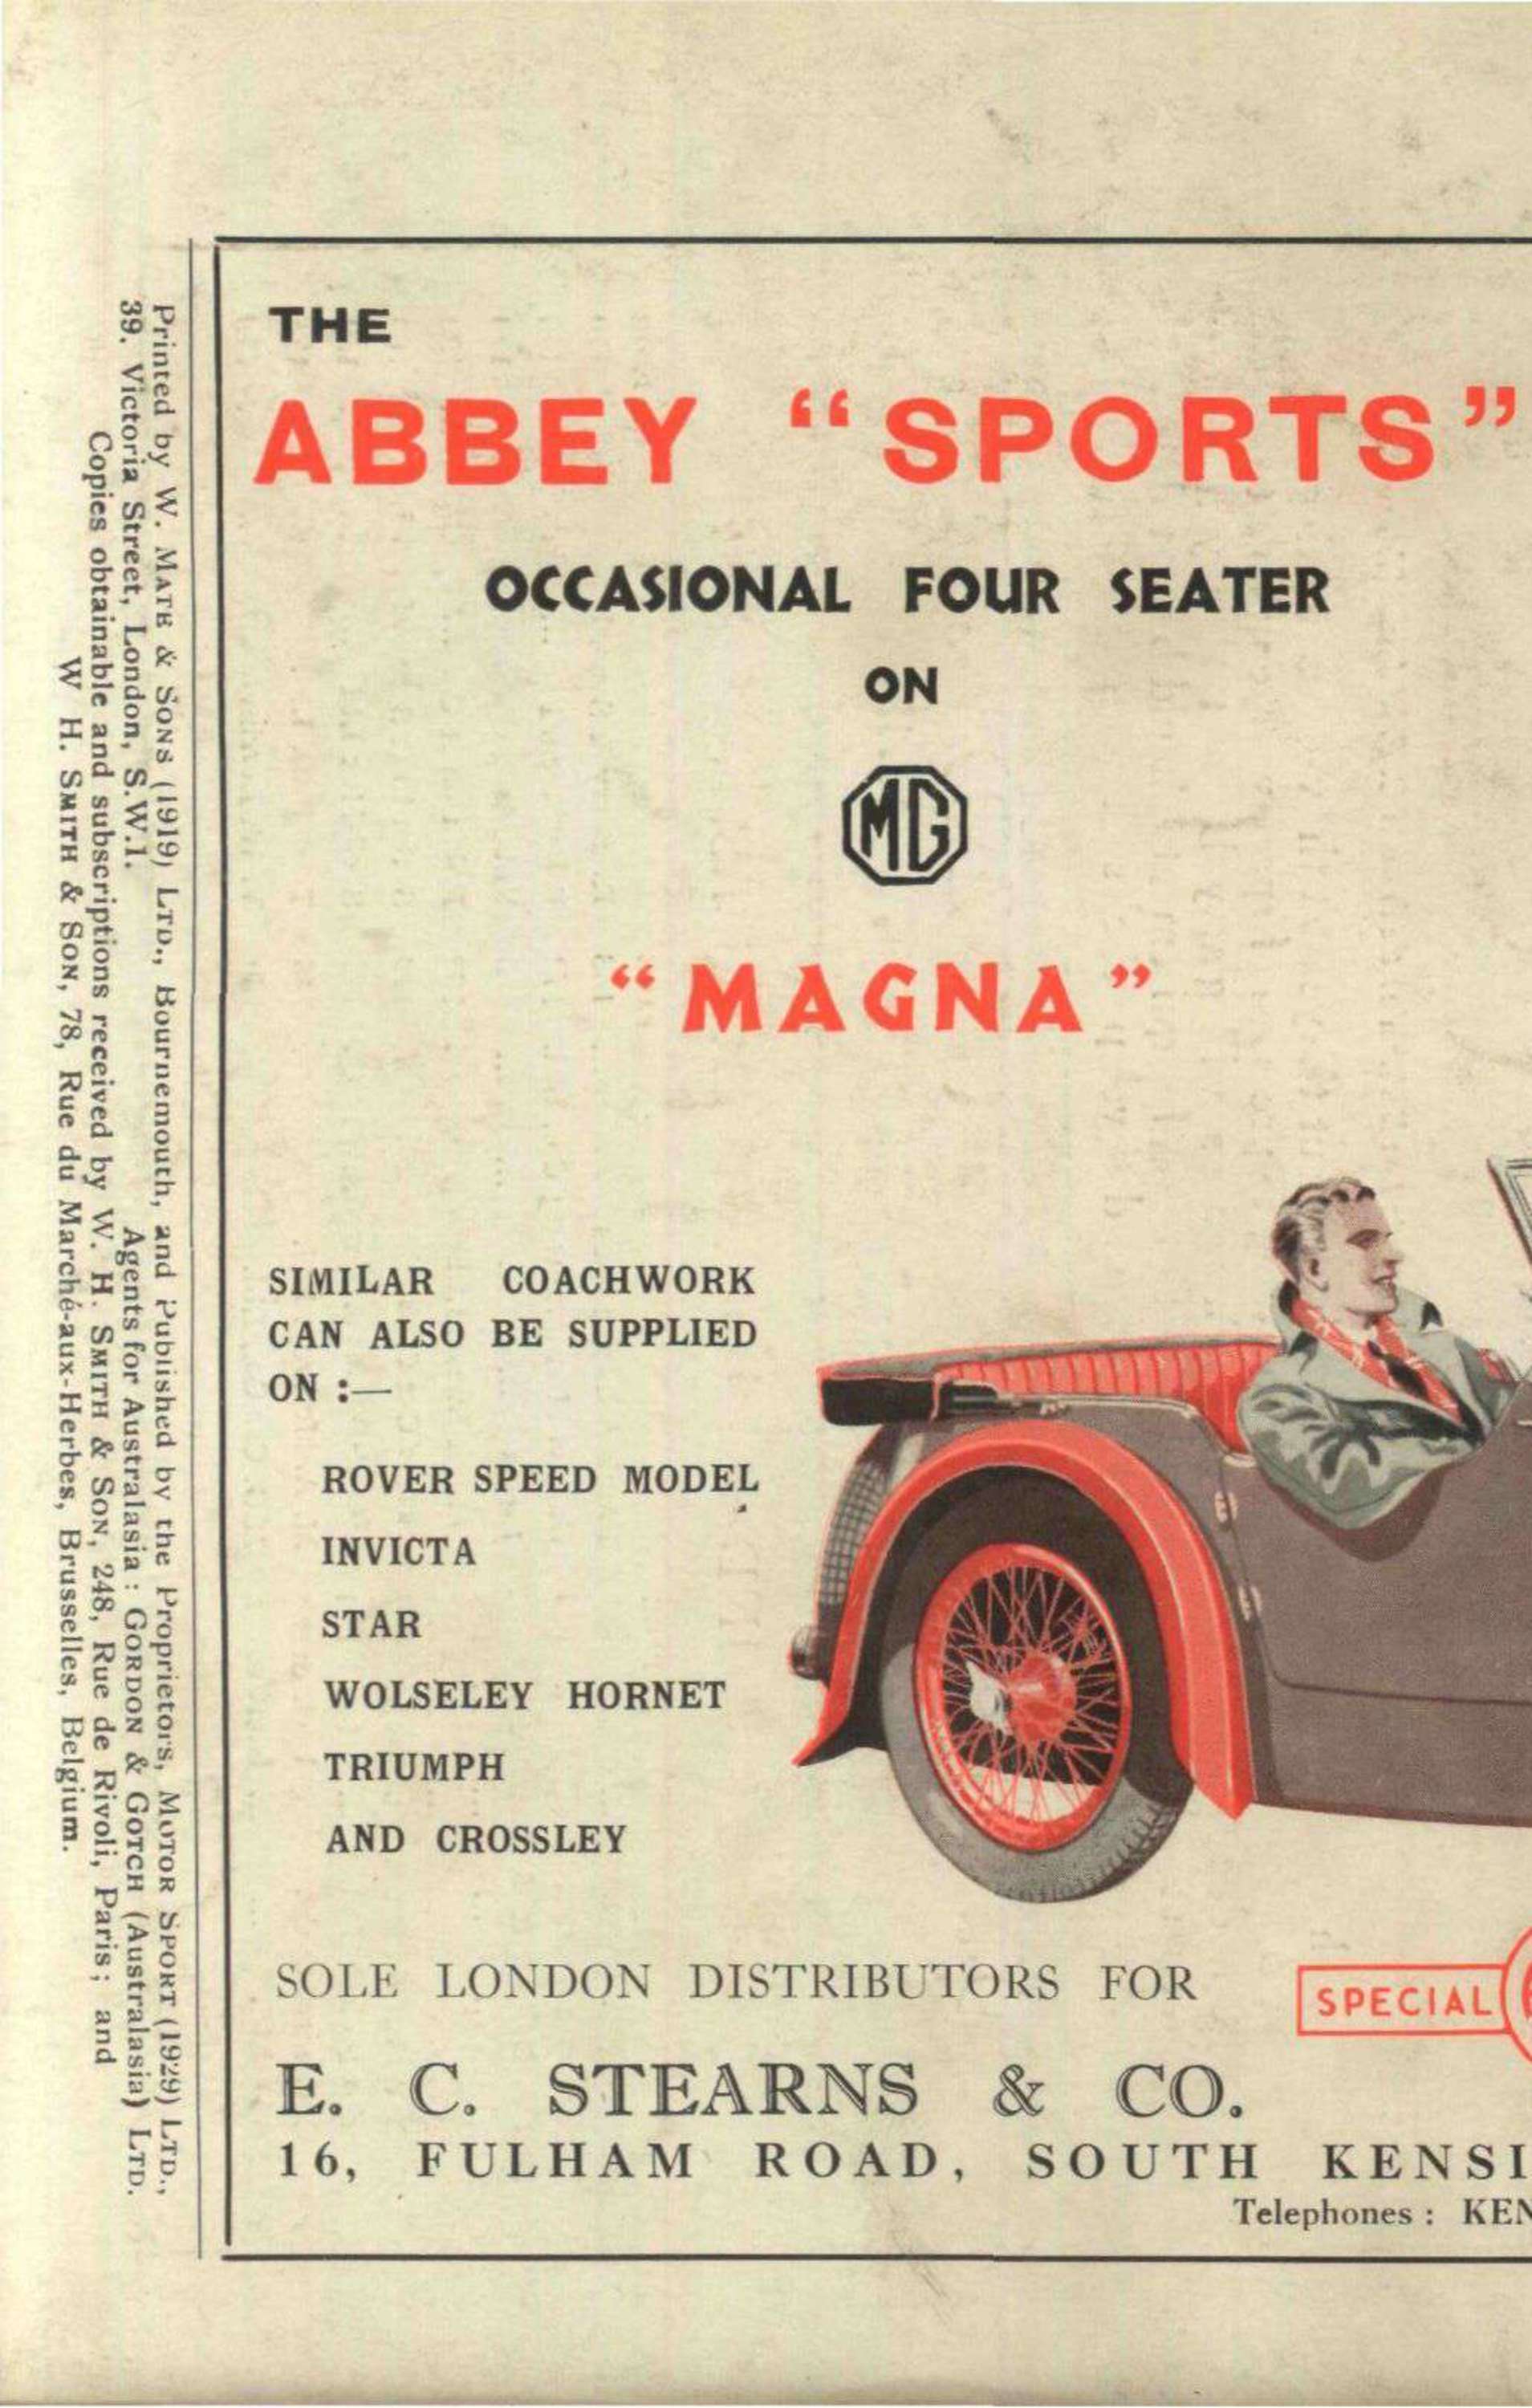 THE
ABBEY “SPORTS”
OCCASIONAL FOUR SEATER
ON
MG
“MAGNA”
SIMILAR COACHWORK
CAN ALSO BE SUPPLIED
ON :—
ROVER SPEED MODEL
INVICTA
STAR
WOLSELEY HORNET
TRIUMPH
AND CROSSLEY
SOLE LONDON DISTRIBUTORS FOR
SPECIAL
E. C. STEARNS & CO.
16, FULHAM ROAD, SOUTH KENSI
Telephones : KEN
Printed by W. MATE & SONS (1919) LTD., Bournemouth, and Published by the Proprietors, MOTOR SPORT (1929) LTD.,
39. Victoria Street, London, S.W.1. Agents for Australasia : GORDON & GOTCH (Australasia) LTD.
Copies obtainable and subscriptions received by W. H. SMITH & SON, 248, Rue de Rivoli, Paris; and
W H. SMITH & SON, 78, Rue du Marché-aux-Herbes, Brusselles, Belgium.